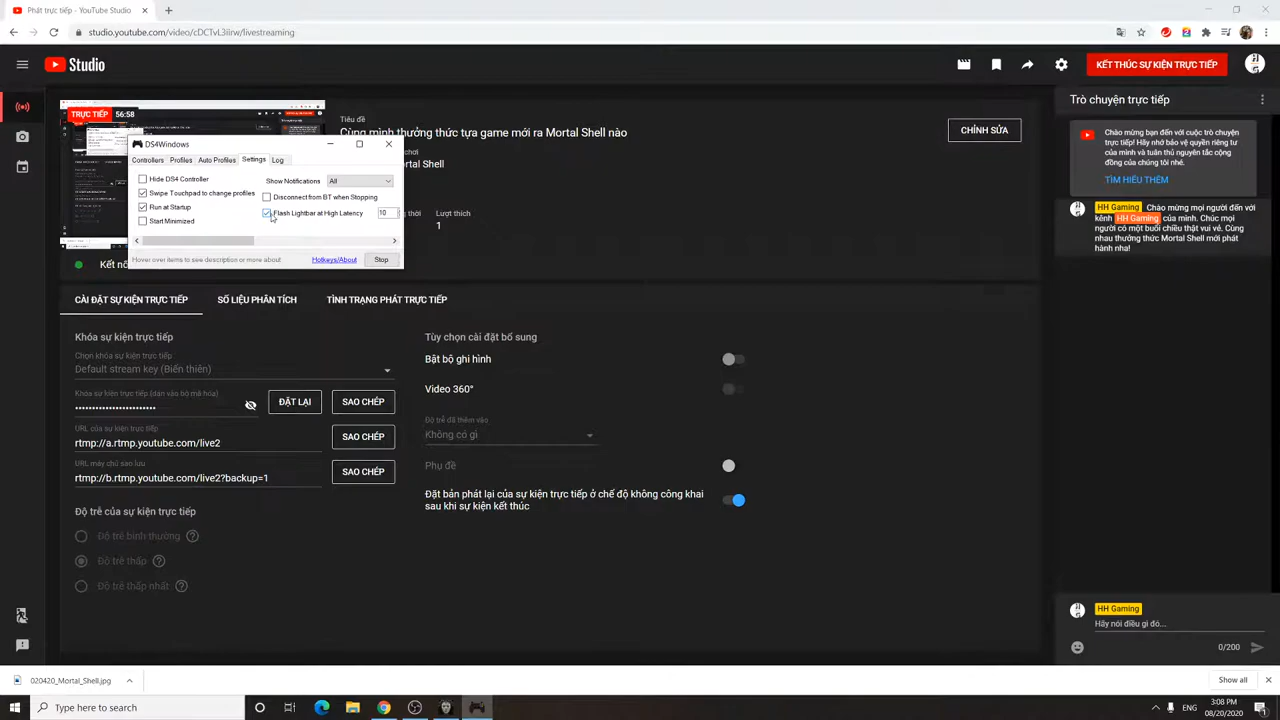 Phát trực tiếp - YouTube Studio
studio.youtube.com/video/cDCTvL3iIrw/livestreaming
Studio
KẾT THÚC SỰ KIỆN TRỰC TIẾP
TRỰC TIẾP 56:58
Tiêu đề
Cùng mình thưởng thức tựa game mới ra Mortal Shell nào
CHỈNH SỬA
Mortal Shell
Lượt thích
1
DS4Windows
Controllers
Profiles
Auto Profiles
Settings
Log
Hide DS4 Controller
Swipe Touchpad to change profiles
Run at Startup
Start Minimized
Show Notifications
All
Disconnect from BT when Stopping
Flash Lightbar at High Latency
10
Hover over items to see description or more about
Hotkeys/About
Stop
Kết nố
CÀI ĐẶT SỰ KIỆN TRỰC TIẾP
SỐ LIỆU PHÂN TÍCH
TÌNH TRẠNG PHÁT TRỰC TIẾP
Khóa sự kiện trực tiếp
Chọn khóa sự kiện trực tiếp
Default stream key (Biến thiên)
Khóa sự kiện trực tiếp (dán vào bộ mã hóa)
ĐẶT LẠI
SAO CHÉP
URL của sự kiện trực tiếp
rtmp://a.rtmp.youtube.com/live2
SAO CHÉP
URL máy chủ sao lưu
rtmp://b.rtmp.youtube.com/live2?backup=1
SAO CHÉP
Độ trễ của sự kiện trực tiếp
Độ trễ bình thường
Độ trễ thấp
Độ trễ thấp nhất
Tùy chọn cài đặt bổ sung
Bật bộ ghi hình
Video 360°
Độ trễ đã thêm vào
Không có gì
Phụ đề
Đặt bản phát lại của sự kiện trực tiếp ở chế độ không công khai
sau khi sự kiện kết thúc
Trò chuyện trực tiếp
Chào mừng bạn đến với cuộc trò
chuyện trực tiếp! Hãy nhớ bảo vệ quyền riêng tư
của mình và tuân thủ nguyên tắc cộng
đồng của chúng tôi nhé.
TÌM HIỂU THÊM
HH Gaming Chào mừng mọi người đến với
kênh HH Gaming của mình. Chúc mọi
người có một buổi chiều thật vui vẻ. Cùng
nhau thưởng thức Mortal Shell mới phát
hành nha!
HH Gaming
Hãy nói điều gì đó...
0/200
020420_Mortal_Shell.jpg
Show all
Type here to search
ENG
3:08 PM
08/20/2020